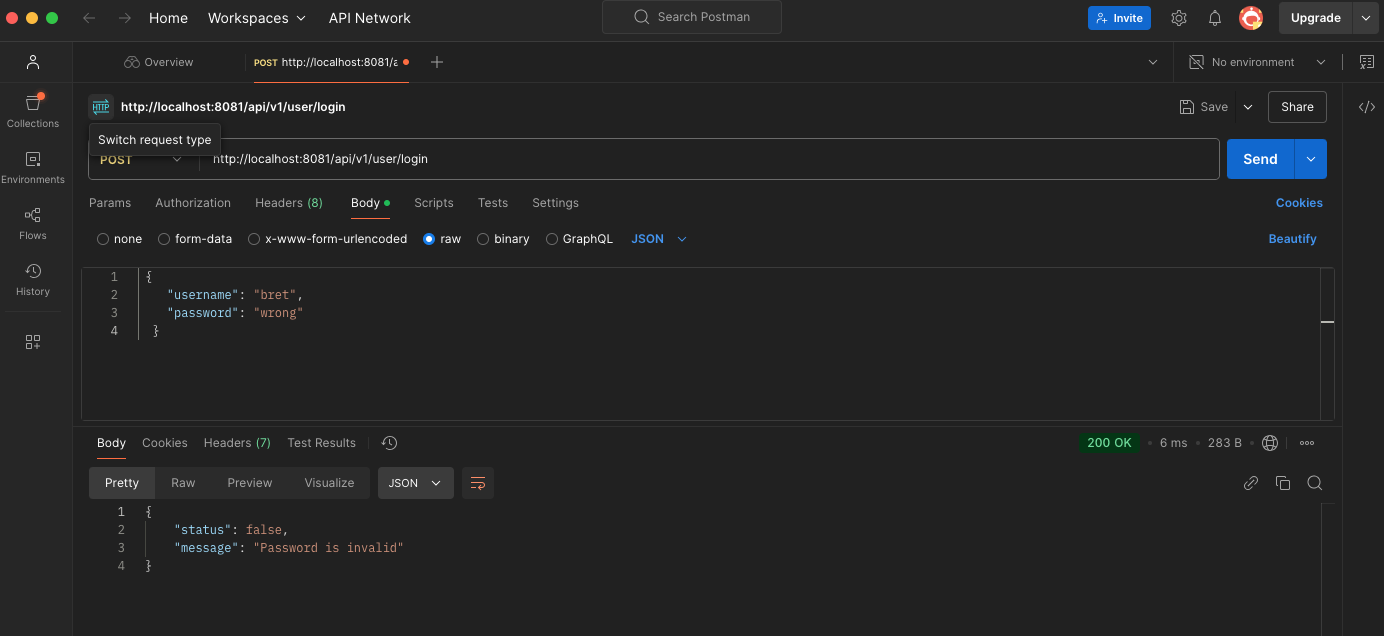 Home Workspaces API Network Search Postman Invite Upgrade
Overview POST http://localhost:8081/a No environment
HTTP http://localhost:8081/api/v1/user/login Save Share
Switch request type
POST http://localhost:8081/api/v1/user/login Send
Params Authorization Headers (8) Body Scripts Tests Settings Cookies
none form-data x-www-form-urlencoded raw binary GraphQL JSON Beautify
Collections
Environments
Flows
History
1 {
2 "username": "bret",
3 "password": "wrong"
4 }
Body Cookies Headers (7) Test Results 200 OK • 6 ms • 283 B •
Pretty Raw Preview Visualize JSON
1 {
2 "status": false,
3 "message": "Password is invalid"
4 }